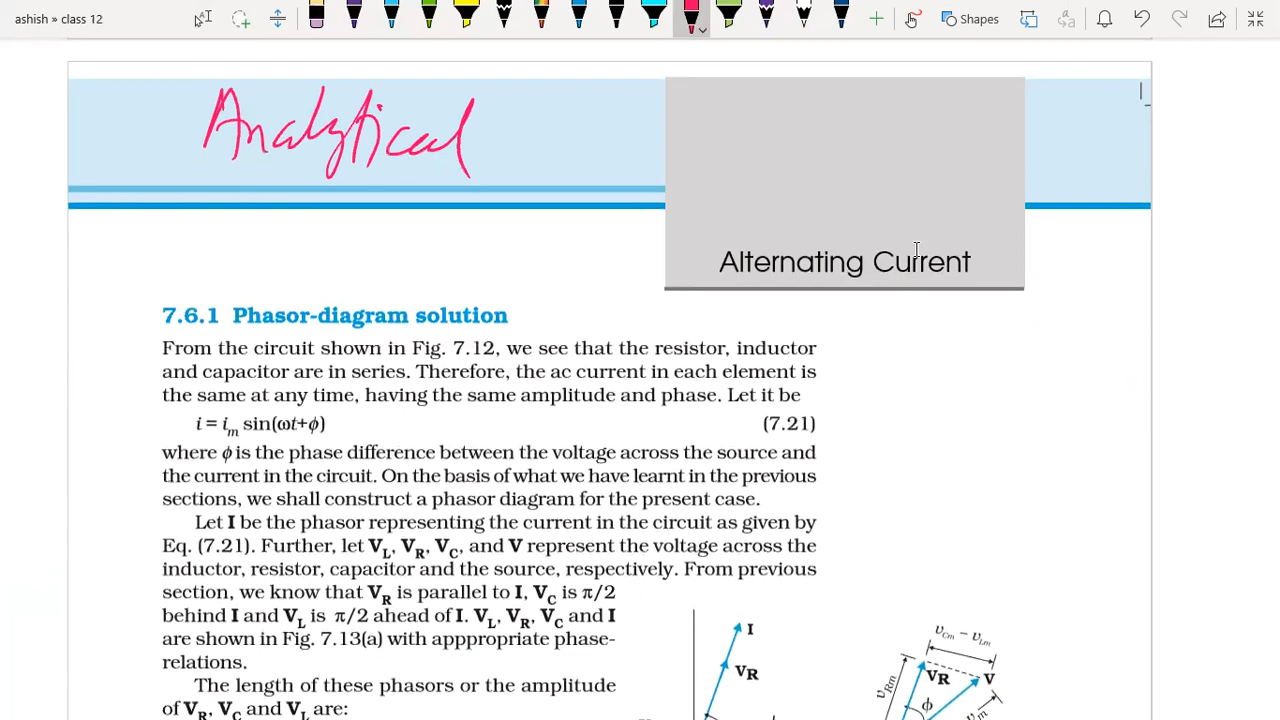 ashish » class 12
Shapes
Analytical
Alternating Current
7.6.1 Phasor-diagram solution
From the circuit shown in Fig. 7.12, we see that the resistor, inductor
and capacitor are in series. Therefore, the ac current in each element is
the same at any time, having the same amplitude and phase. Let it be
i = iₘ sin(ωt+ϕ) (7.21)
where ϕ is the phase difference between the voltage across the source and
the current in the circuit. On the basis of what we have learnt in the previous
sections, we shall construct a phasor diagram for the present case.
Let I be the phasor representing the current in the circuit as given by
Eq. (7.21). Further, let V_L, V_R, V_C, and V represent the voltage across the
inductor, resistor, capacitor and the source, respectively. From previous
section, we know that V_R is parallel to I, V_C is π/2
behind I and V_L is π/2 ahead of I. V_L, V_R, V_C and I
are shown in Fig. 7.13(a) with apppropriate phase-
relations.
The length of these phasors or the amplitude
of V_R, V_C and V_L are:
I
VR
υ_Cm – υ_Lm
υ_Rm
VR
V
ϕ